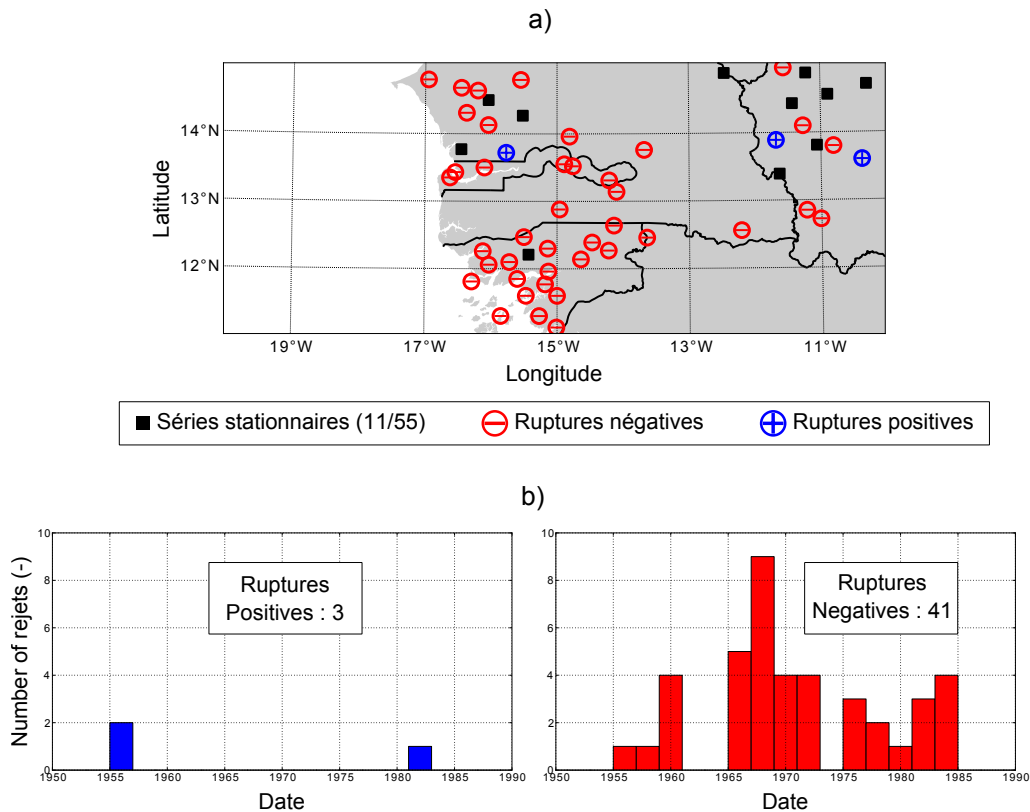 a)
14°N
13°N
12°N
Latitude
19°W 17°W 15°W 13°W 11°W
Longitude
Séries stationnaires (11/55) Ruptures négatives Ruptures positives
b)
Number of rejets (-)
10
8
6
4
2
0
1950 1955 1960 1965 1970 1975 1980 1985 1990
Date
Ruptures
Positives : 3
10
8
6
4
2
0
1950 1955 1960 1965 1970 1975 1980 1985 1990
Date
Ruptures
Negatives : 41